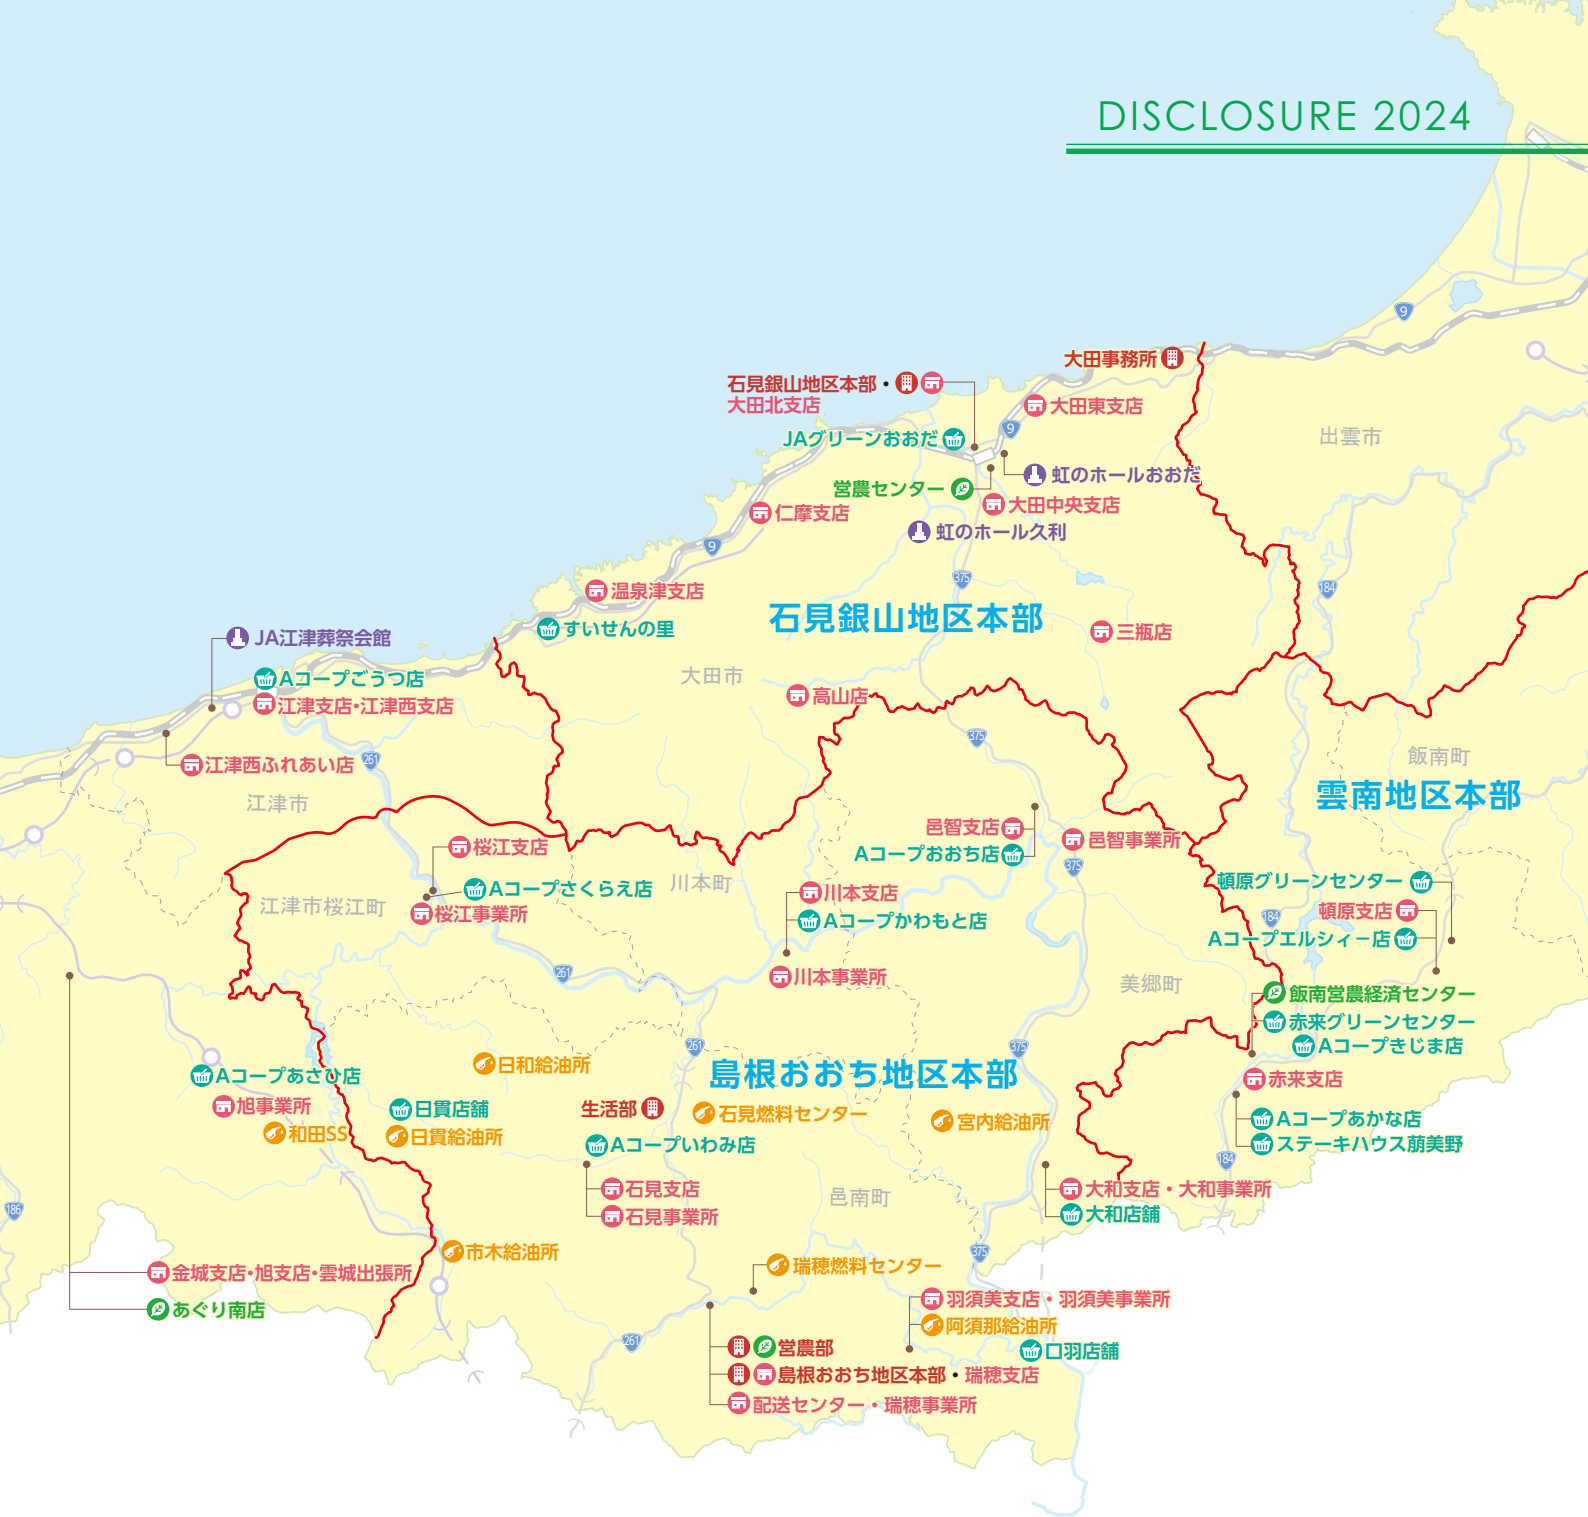 DISCLOSURE 2024
9
大田事務所
石見銀山地区本部・
大田北支店
大田東支店
出雲市
JAグリーンおおだ
9
虹のホールおおだ
営農センター
大田中央支店
仁摩支店
虹のホール久利
9
375
184
温泉津支店
石見銀山地区本部
すいせんの里
三瓶店
JA江津葬祭会館
大田市
Aコープごうつ店
高山店
江津支店・江津西支店
375
飯南町
江津西ふれあい店
261
雲南地区本部
江津市
邑智支店
邑智事業所
桜江支店
Aコープおおち店
375
川本町
頓原グリーンセンター
Aコープさくらえ店
川本支店
江津市桜江町
桜江事業所
頓原支店
184
Aコープかわもと店
Aコープエルシィー店
261
川本事業所
美郷町
飯南営農経済センター
赤来グリーンセンター
261
375
Aコープきじま店
日和給油所
島根おおち地区本部
Aコープあさひ店
赤来支店
旭事業所
日貫店舗
生活部
石見燃料センター
宮内給油所
Aコープあかな店
和田SS
日貫給油所
Aコープいわみ店
ステーキハウス萠美野
184
石見支店
邑南町
大和支店・大和事業所
186
石見事業所
大和店舗
市木給油所
375
金城支店・旭支店・雲城出張所
瑞穂燃料センター
あぐり南店
羽須美支店・羽須美事業所
阿須那給油所
261
営農部
口羽店舗
島根おおち地区本部・瑞穂支店
配送センター・瑞穂事業所